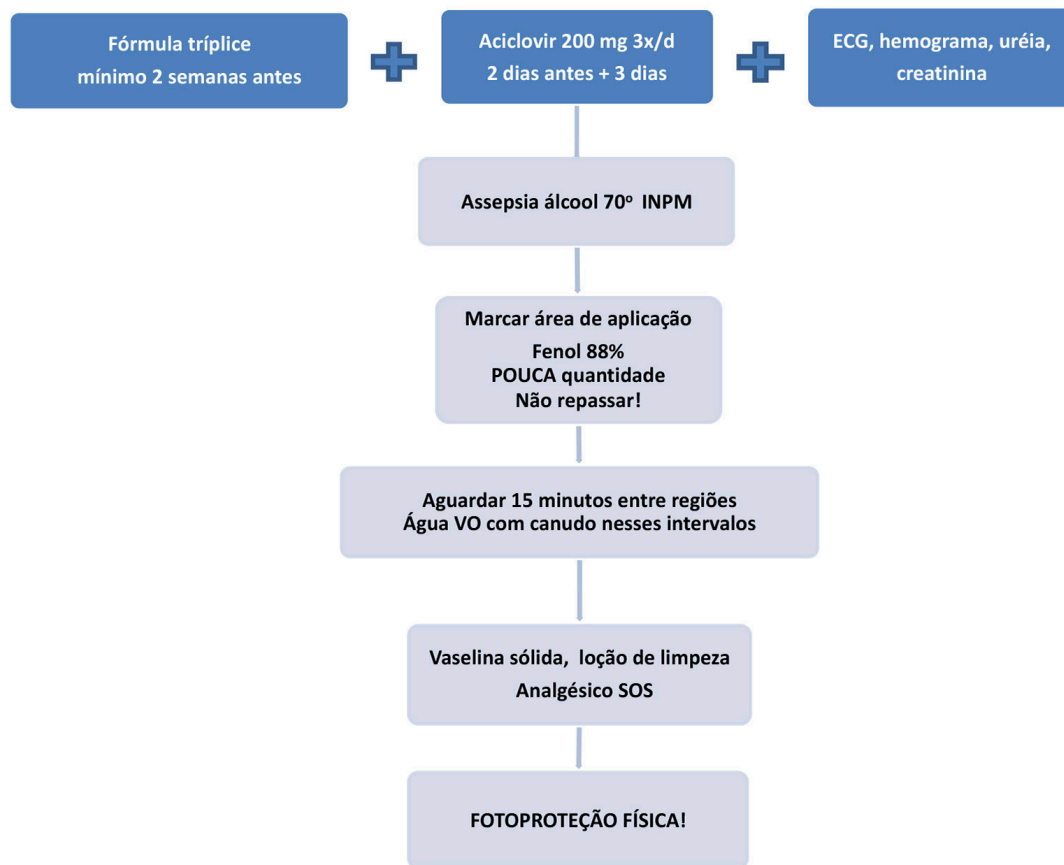 Fórmula tríplice
mínimo 2 semanas antes
Aciclovir 200 mg 3x/d
2 dias antes + 3 dias
ECG, hemograma, uréia,
creatinina
Assepsia álcool 70º INPM
Marcar área de aplicação
Fenol 88%
POUCA quantidade
Não repassar!
Aguardar 15 minutos entre regiões
Água VO com canudo nesses intervalos
Vaselina sólida, loção de limpeza
Analgésico SOS
FOTOPROTEÇÃO FÍSICA!